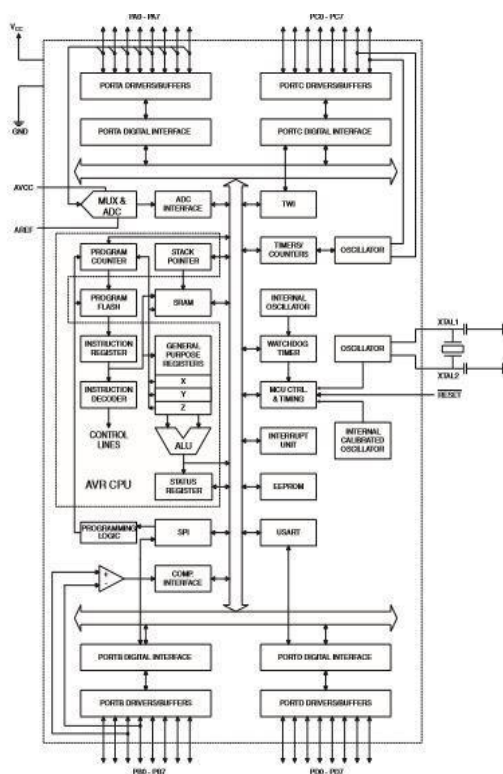 PA0 - PA7
PC0 - PC7
VCC
GND
PORTA DRIVERS/BUFFERS
PORTC DRIVERS/BUFFERS
PORTA DIGITAL INTERFACE
PORTC DIGITAL INTERFACE
AVCC
MUX &
ADC
ADC
INTERFACE
TWI
AREF
PROGRAM
COUNTER
STACK
POINTER
TIMERS/
COUNTERS
OSCILLATOR
PROGRAM
FLASH
SRAM
INTERNAL
OSCILLATOR
XTAL1
INSTRUCTION
REGISTER
GENERAL
PURPOSE
REGISTERS
WATCHDOG
TIMER
OSCILLATOR
X
XTAL2
INSTRUCTION
DECODER
Y
MCU CTRL.
& TIMING
RESET
Z
CONTROL
LINES
ALU
INTERRUPT
UNIT
INTERNAL
CALIBRATED
OSCILLATOR
AVR CPU
STATUS
REGISTER
EEPROM
PROGRAMMING
LOGIC
SPI
USART
+
-
COMP.
INTERFACE
PORTB DIGITAL INTERFACE
PORTD DIGITAL INTERFACE
PORTB DRIVERS/BUFFERS
PORTD DRIVERS/BUFFERS
PB0 - PB7
PD0 - PD7